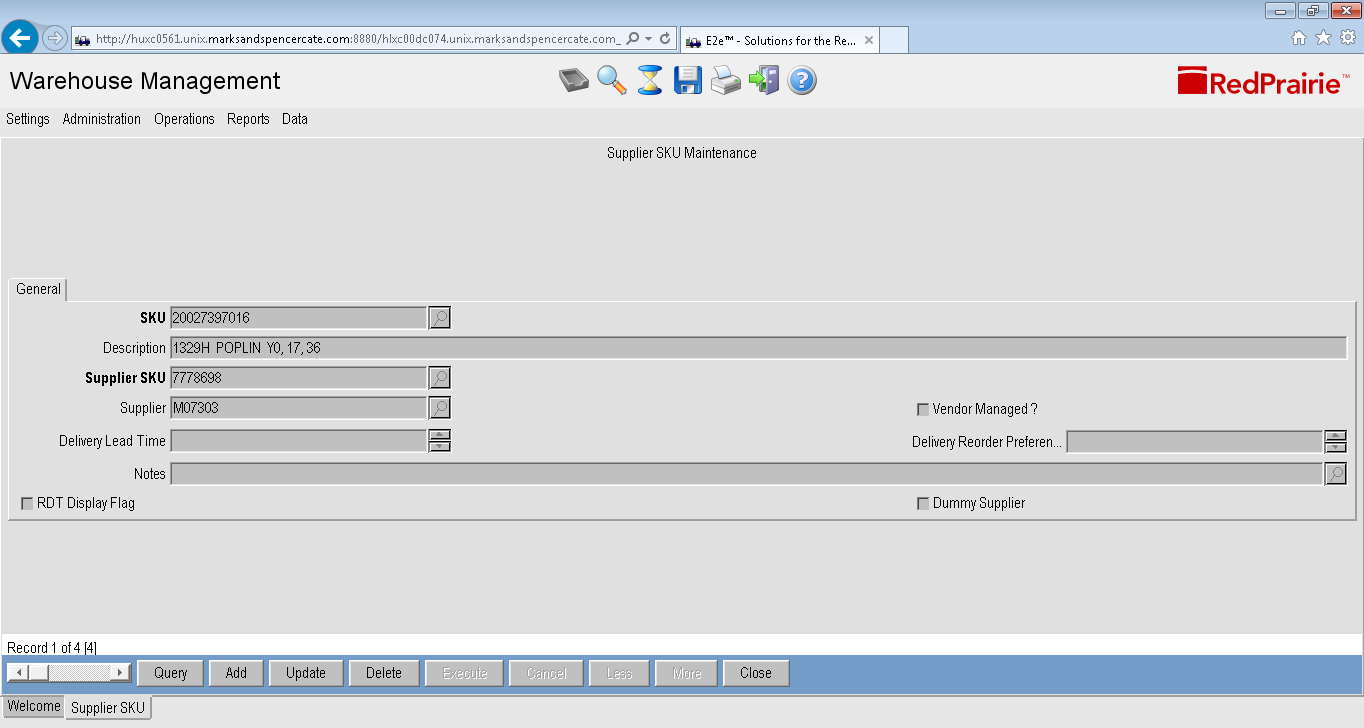 http://huxc0561.unix.marksandspencercate.com:8880/hlxc00dc074.unix.marksandspencercate.com_
E2e™ - Solutions for the Re...
Warehouse Management
RedPrairie™
Settings Administration Operations Reports Data
Supplier SKU Maintenance
General
SKU 20027397016
Description 1329H POPLIN Y0, 17, 36
Supplier SKU 7778698
Supplier M07303 Vendor Managed ?
Delivery Lead Time Delivery Reorder Preferen...
Notes
RDT Display Flag Dummy Supplier
Record 1 of 4 [4]
Query Add Update Delete Execute Cancel Less More Close
Welcome Supplier SKU